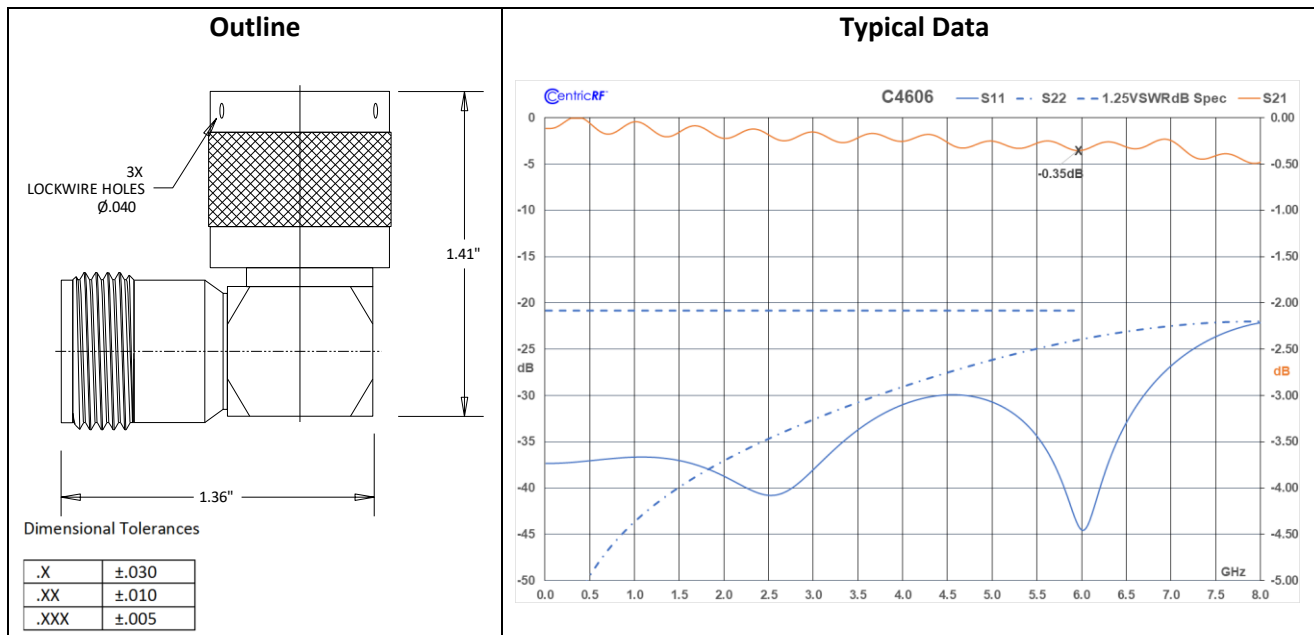 Outline
3X
LOCKWIRE HOLES
Ø.040
1.41"
1.36"
Dimensional Tolerances
.X ±.030
.XX ±.010
.XXX ±.005
Typical Data
CentricRF™
C4606
S11 S22 1.25VSWRdB Spec S21
0 0.00
-5 -0.50
X
-0.35dB
-10 -1.00
-15 -1.50
-20 -2.00
-25 -2.50
dB dB
-30 -3.00
-35 -3.50
-40 -4.00
-45 -4.50
GHz
-50 -5.00
0.0 0.5 1.0 1.5 2.0 2.5 3.0 3.5 4.0 4.5 5.0 5.5 6.0 6.5 7.0 7.5 8.0